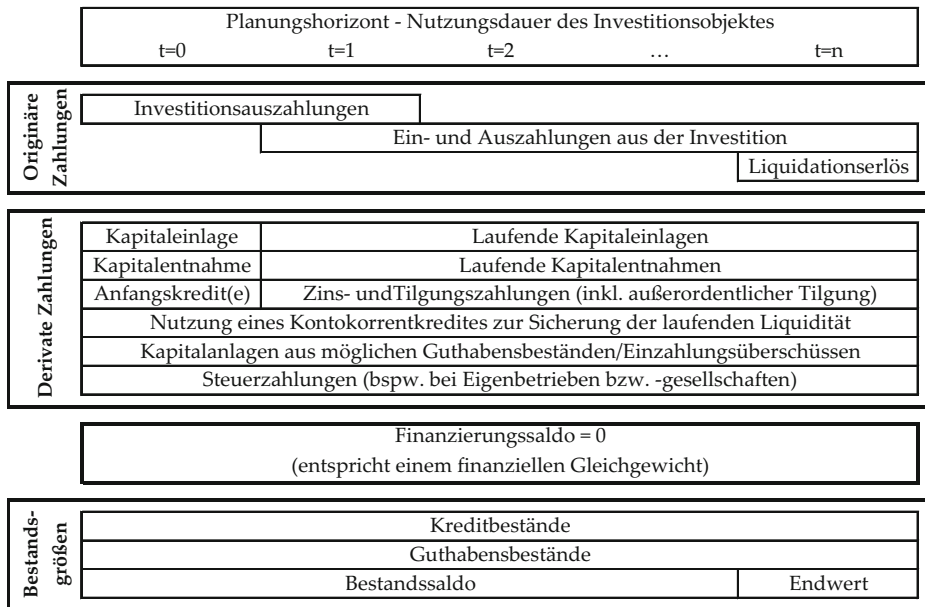 Planungshorizont - Nutzungsdauer des Investitionsobjektes
t=0 t=1 t=2 … t=n
Originäre
Zahlungen
Investitionsauszahlungen
Ein- und Auszahlungen aus der Investition
Liquidationserlös
Derivate Zahlungen
Kapitaleinlage Laufende Kapitaleinlagen
Kapitalentnahme Laufende Kapitalentnahmen
Anfangskredit(e) Zins- undTilgungszahlungen (inkl. außerordentlicher Tilgung)
Nutzung eines Kontokorrentkredites zur Sicherung der laufenden Liquidität
Kapitalanlagen aus möglichen Guthabensbeständen/Einzahlungsüberschüssen
Steuerzahlungen (bspw. bei Eigenbetrieben bzw. -gesellschaften)
Finanzierungssaldo = 0
(entspricht einem finanziellen Gleichgewicht)
Bestands-
größen
Kreditbestände
Guthabensbestände
Bestandssaldo Endwert